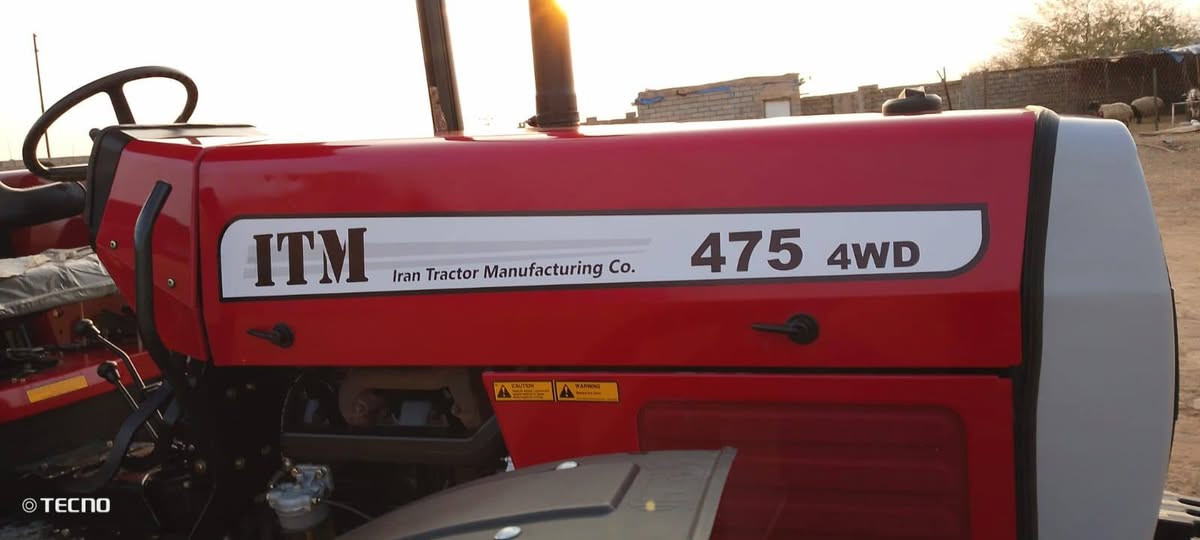 ITM Iran Tractor Manufacturing Co. 475 4WD
CAUTION
WARNING
TECNO